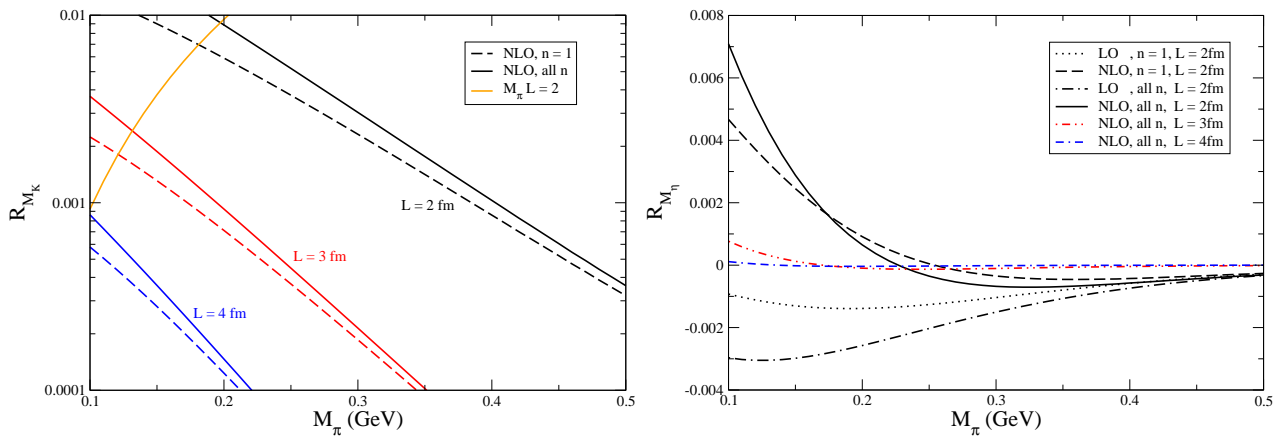 0.01
0.001
0.0001
R_{M_K}
NLO, n = 1
NLO, all n
M_π L = 2
L = 2 fm
L = 3 fm
L = 4 fm
0.1 0.2 0.3 0.4 0.5
M_π (GeV)
0.008
0.006
0.004
0.002
0
-0.002
-0.004
R_{M_η}
LO , n = 1, L = 2fm
NLO, n = 1, L = 2fm
LO , all n, L = 2fm
NLO, all n, L = 2fm
NLO, all n, L = 3fm
NLO, all n, L = 4fm
0.1 0.2 0.3 0.4 0.5
M_π (GeV)